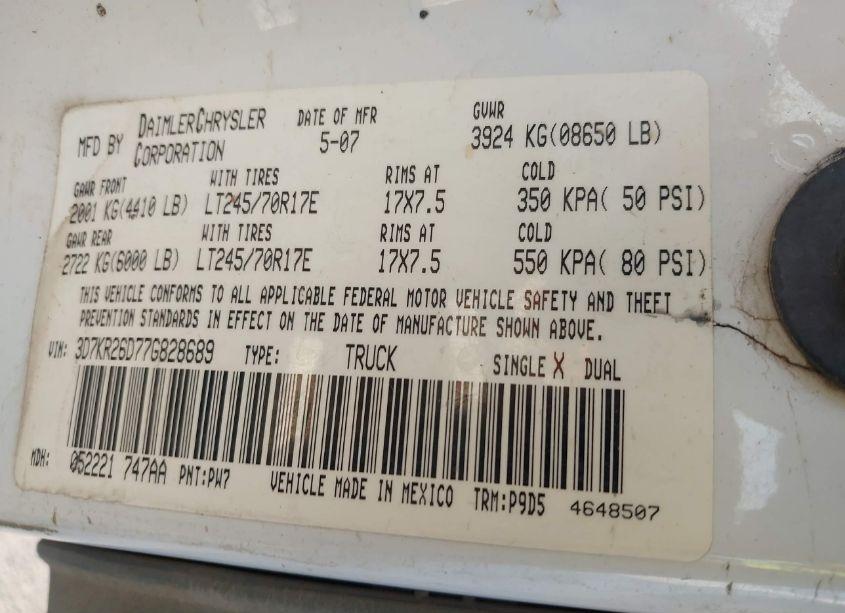 MFD BY DAIMLERCHRYSLER CORPORATION DATE OF MFR 5-07 GVWR 3924 KG(08650 LB)
GAWR FRONT WITH TIRES RIMS AT COLD
2001 KG(4410 LB) LT245/70R17E 17X7.5 350 KPA( 50 PSI)
GAWR REAR WITH TIRES RIMS AT COLD
2722 KG(6000 LB) LT245/70R17E 17X7.5 550 KPA( 80 PSI)
THIS VEHICLE CONFORMS TO ALL APPLICABLE FEDERAL MOTOR VEHICLE SAFETY AND THEFT
PREVENTION STANDARDS IN EFFECT ON THE DATE OF MANUFACTURE SHOWN ABOVE.
VIN: 3D7KR26D77G828689 TYPE: TRUCK SINGLE X DUAL
MDH: 052221 747AA PNT:PW7 VEHICLE MADE IN MEXICO TRM:P9D5 4648507